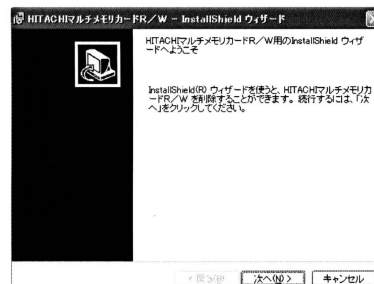 HITACHIマルチメモリカードR／W － InstallShield ウィザード
HITACHIマルチメモリカードR／W用のInstallShield ウィザ
ードへようこそ
InstallShield(R) ウィザードを使うと、HITACHIマルチメモリカ
ードR／W を削除することができます。続行するには、「次
へ」をクリックしてください。
< 戻る(B)
次へ(N) >
キャンセル